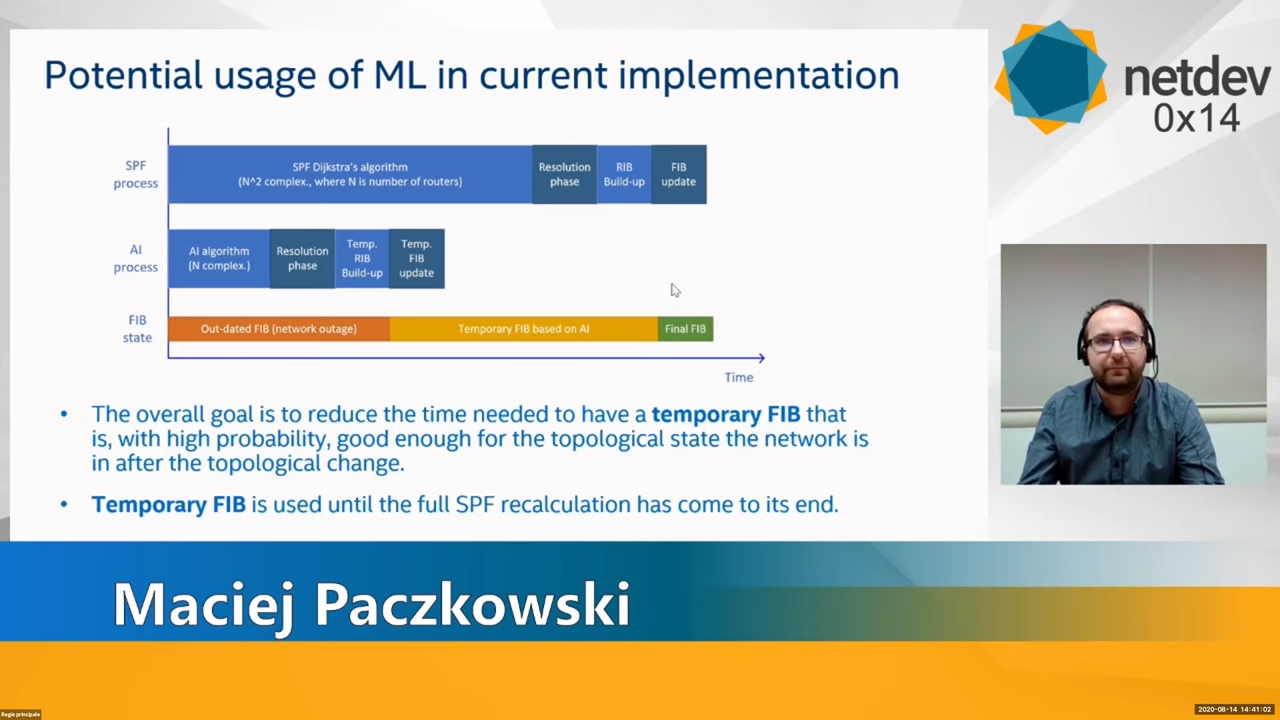 Potential usage of ML in current implementation
netdev
0x14
SPF
process
SPF Dijkstra's algorithm
(N^2 complex., where N is number of routers)
Resolution
phase
RIB
Build-up
FIB
update
AI
process
AI algorithm
(N complex.)
Resolution
phase
Temp.
RIB
Build-up
Temp.
FIB
update
FIB
state
Out-dated FIB (network outage)
Temporary FIB based on AI
Final FIB
Time
• The overall goal is to reduce the time needed to have a temporary FIB that
is, with high probability, good enough for the topological state the network is
in after the topological change.
• Temporary FIB is used until the full SPF recalculation has come to its end.
Maciej Paczkowski
Regie principale
2020-08-14 14:41:02